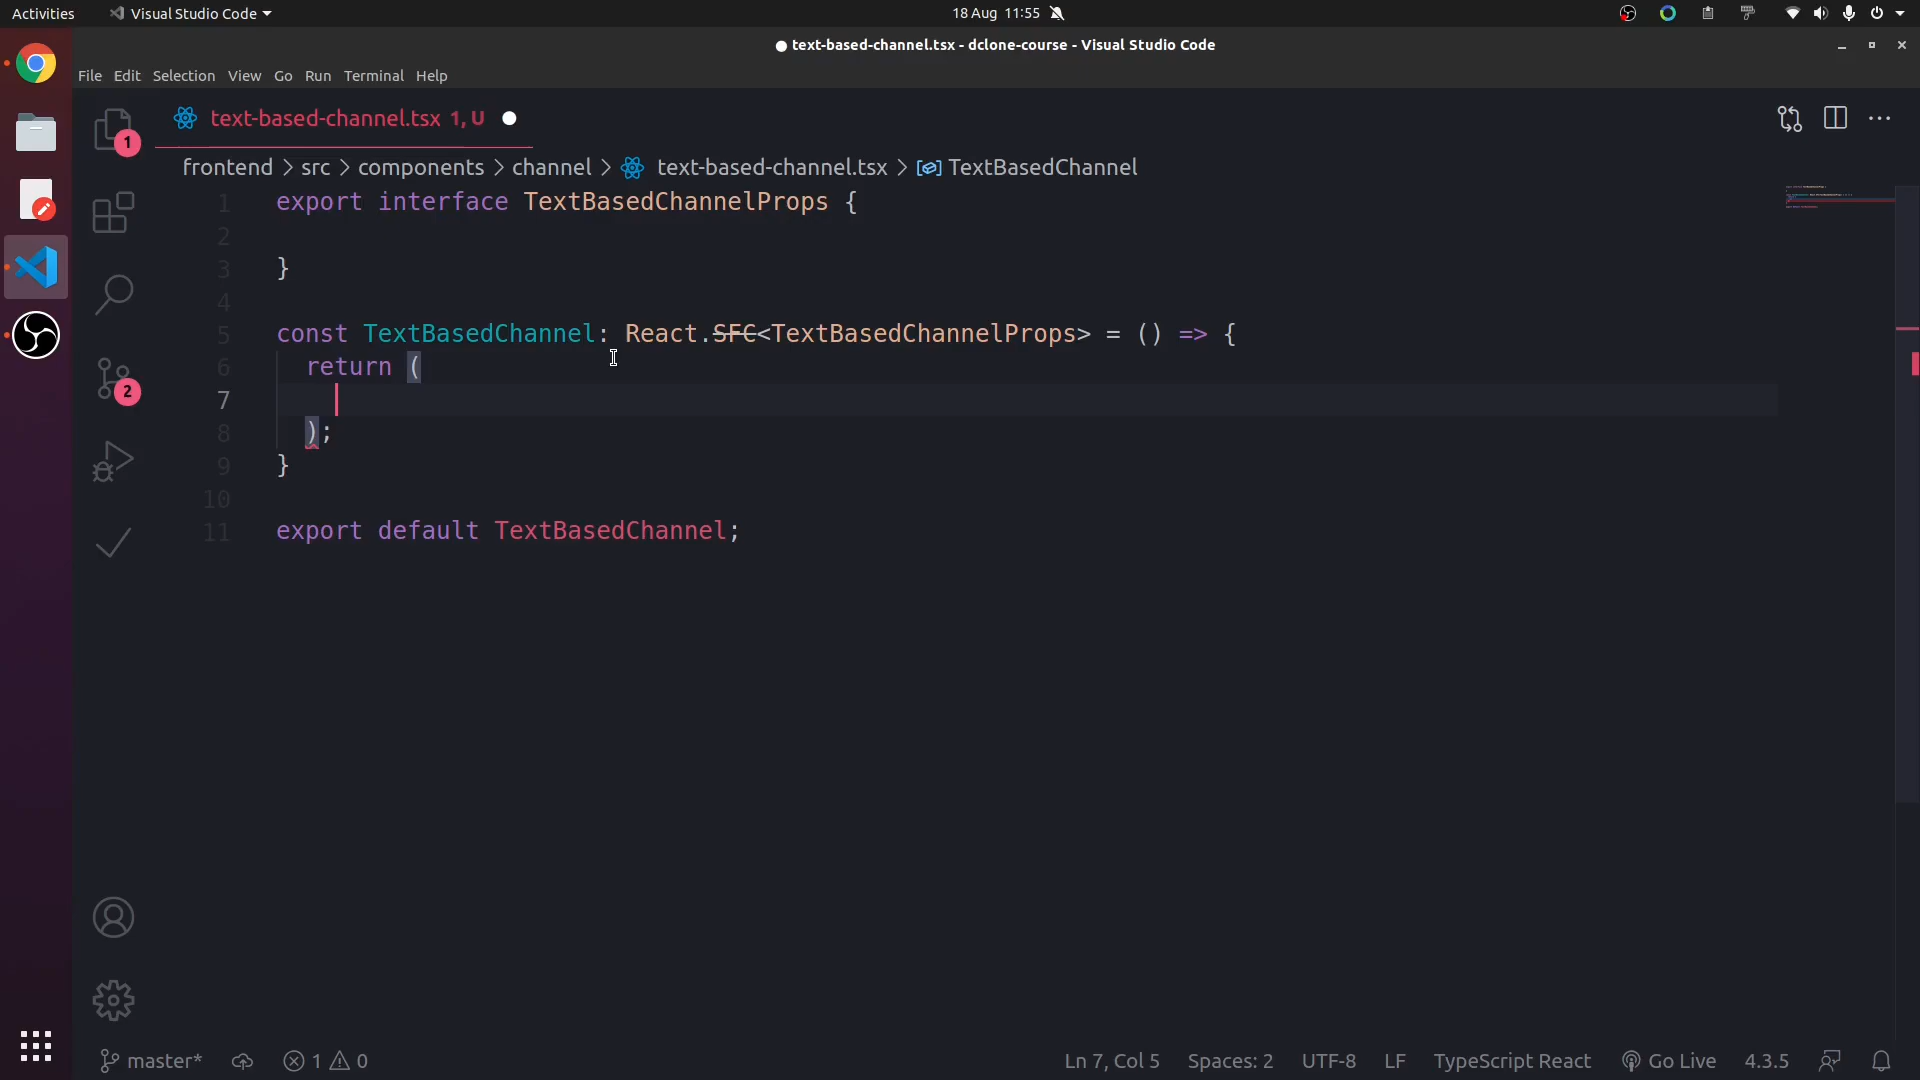 Activities Visual Studio Code 18 Aug 11:55
text-based-channel.tsx - dclone-course - Visual Studio Code
File Edit Selection View Go Run Terminal Help
text-based-channel.tsx 1, U
1
frontend > src > components > channel > text-based-channel.tsx > TextBasedChannel
1 export interface TextBasedChannelProps {
2
3 }
4
5 const TextBasedChannel: React.SFC<TextBasedChannelProps> = () => {
6 return (
7
2
8 );
9 }
10
11 export default TextBasedChannel;
master* 1 0 Ln 7, Col 5 Spaces: 2 UTF-8 LF TypeScript React Go Live 4.3.5